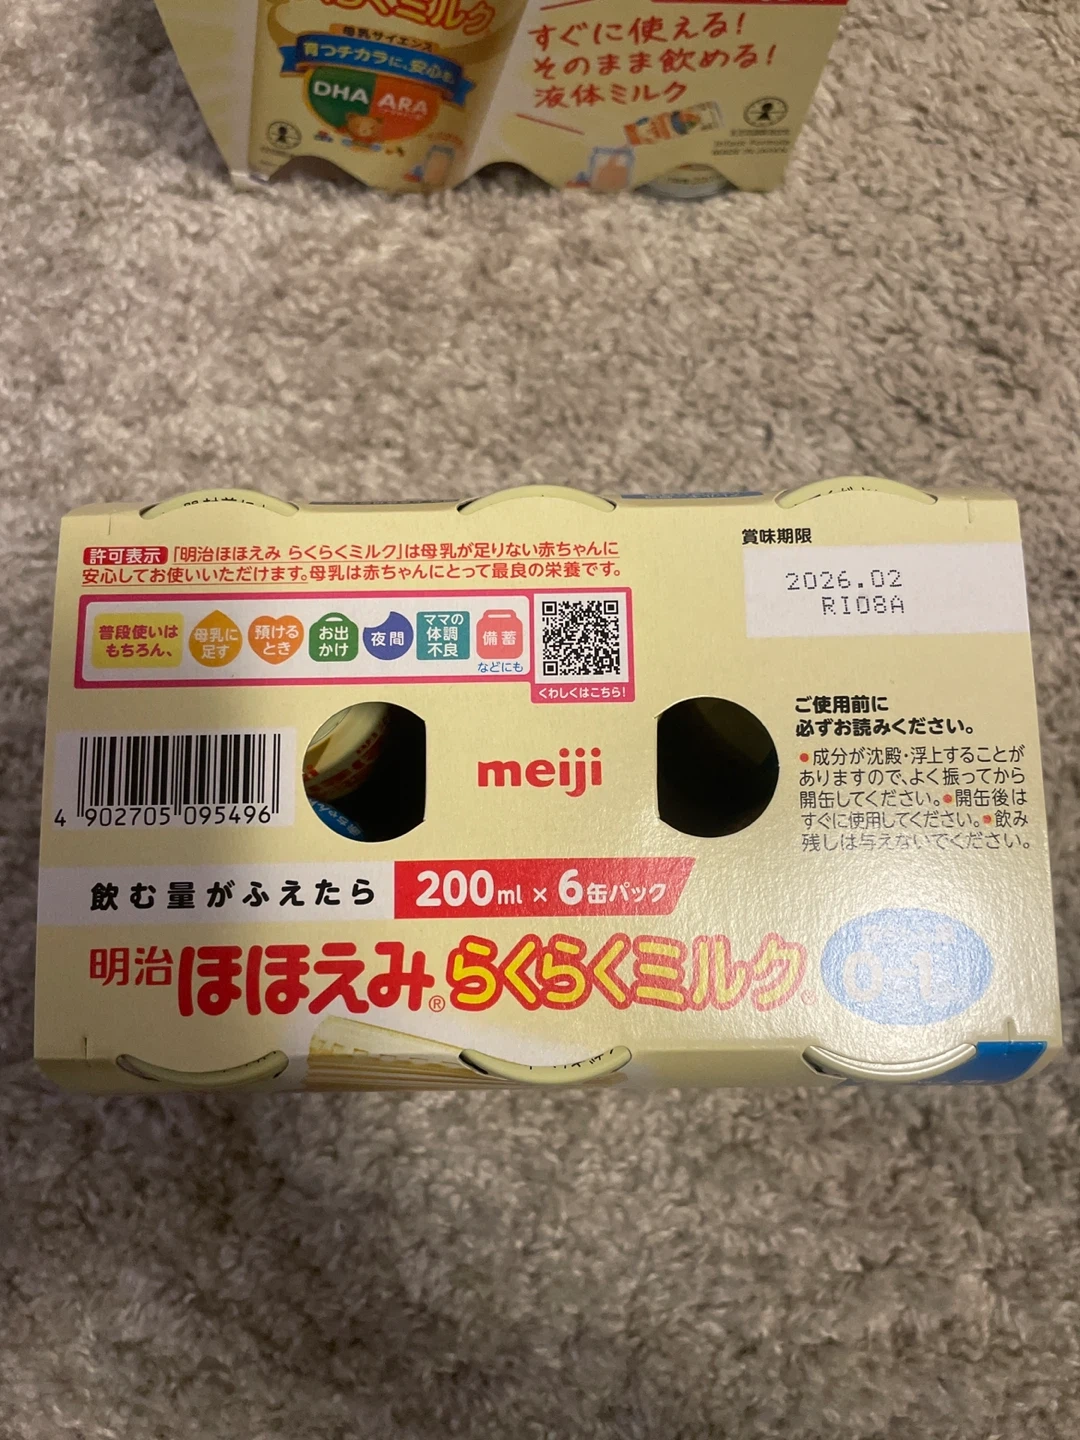 らくミルク
母乳サイエンス
育つチカラに、安心を。
DHA ARA
すぐに使える!
そのまま飲める!
液体ミルク
Infant Formula
MADE IN JAPAN
許可表示 「明治ほほえみ らくらくミルク」は母乳が足りない赤ちゃんに
安心してお使いいただけます。母乳は赤ちゃんにとって最良の栄養です。
普段使いは
もちろん、
母乳に
足す
預ける
とき
お出
かけ
夜間
ママの
体調
不良
備蓄
などにも
くわしくはこちら!
賞味期限
2026.02
RI08A
ご使用前に
必ずお読みください。
●成分が沈殿・浮上することが
ありますので、よく振ってから
開缶してください。●開缶後は
すぐに使用してください。●飲み
残しは与えないでください。
meiji
4 902705 095496
飲む量がふえたら 200ml × 6缶パック
明治ほほえみ® らくらくミルク®
0-1